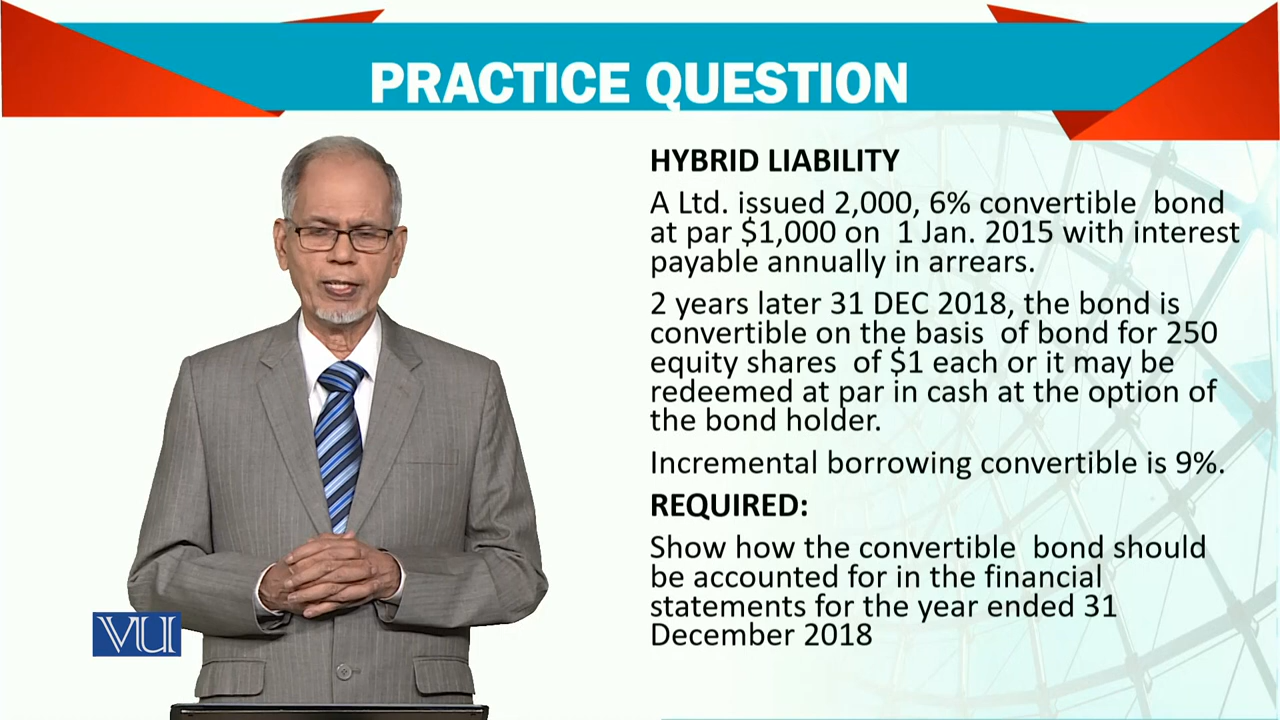 PRACTICE QUESTION
HYBRID LIABILITY
A Ltd. issued 2,000, 6% convertible bond
at par $1,000 on 1 Jan. 2015 with interest
payable annually in arrears.
2 years later 31 DEC 2018, the bond is
convertible on the basis of bond for 250
equity shares of $1 each or it may be
redeemed at par in cash at the option of
the bond holder.
Incremental borrowing convertible is 9%.
REQUIRED:
Show how the convertible bond should
be accounted for in the financial
statements for the year ended 31
December 2018
VU